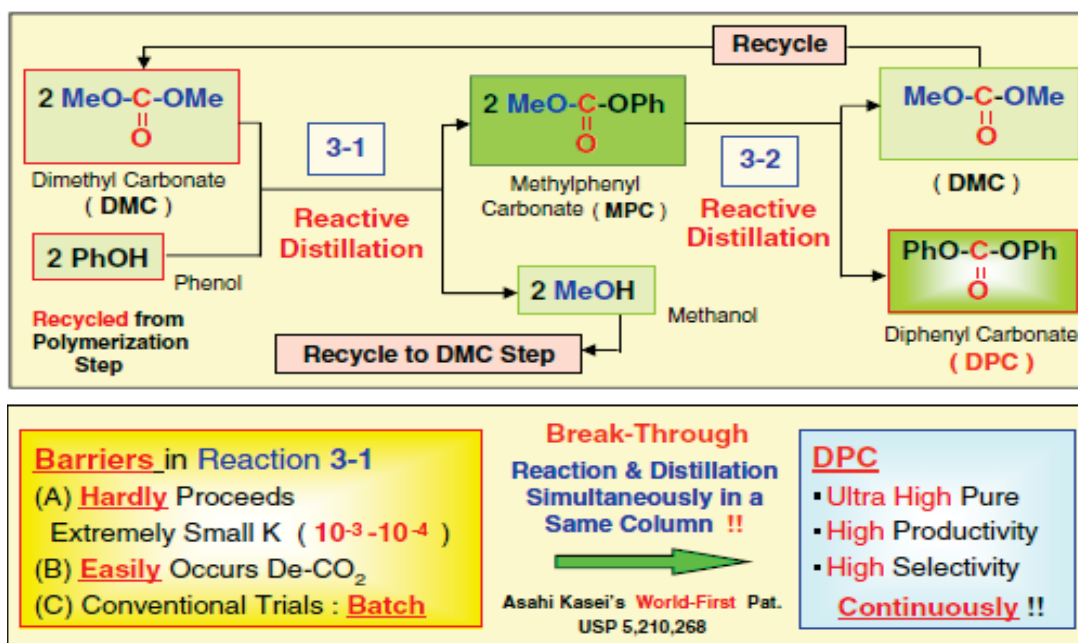 Recycle
2 MeO-C-OMe
O
Dimethyl Carbonate
( DMC )
2 PhOH
Phenol
Recycled from
Polymerization
Step
3-1
Reactive
Distillation
2 MeO-C-OPh
O
Methylphenyl
Carbonate ( MPC )
2 MeOH
Methanol
Recycle to DMC Step
3-2
Reactive
Distillation
MeO-C-OMe
O
( DMC )
PhO-C-OPh
O
Diphenyl Carbonate
( DPC )
Barriers in Reaction 3-1
(A) Hardly Proceeds
Extremely Small K ( 10⁻³ -10⁻⁴ )
(B) Easily Occurs De-CO₂
(C) Conventional Trials : Batch
Break-Through
Reaction & Distillation
Simultaneously in a
Same Column !!
Asahi Kasei's World-First Pat.
USP 5,210,268
DPC
▪ Ultra High Pure
▪ High Productivity
▪ High Selectivity
Continuously !!